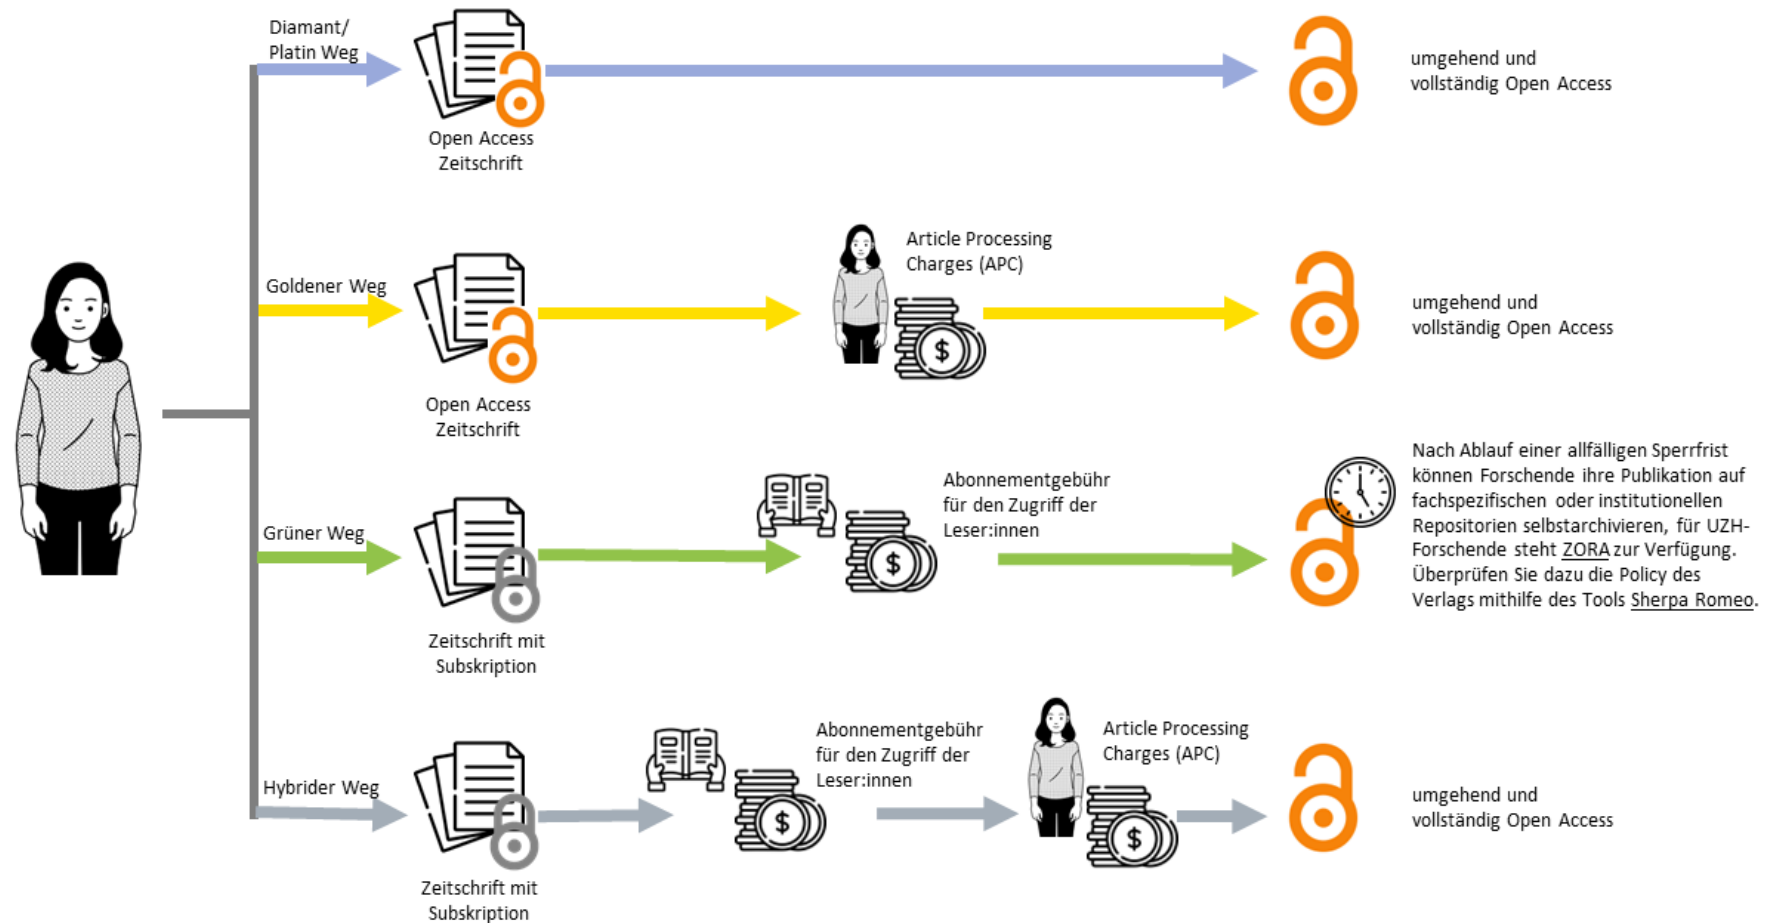 Diamant/
Platin Weg
Open Access
Zeitschrift
umgehend und
vollständig Open Access
Goldener Weg
Open Access
Zeitschrift
Article Processing
Charges (APC)
$
umgehend und
vollständig Open Access
Grüner Weg
Zeitschrift mit
Subskription
Abonnementgebühr
für den Zugriff der
Leser:innen
$
Nach Ablauf einer allfälligen Sperrfrist
können Forschende ihre Publikation auf
fachspezifischen oder institutionellen
Repositorien selbstarchivieren, für UZH-
Forschende steht ZORA zur Verfügung.
Überprüfen Sie dazu die Policy des
Verlags mithilfe des Tools Sherpa Romeo.
Hybrider Weg
Zeitschrift mit
Subskription
Abonnementgebühr
für den Zugriff der
Leser:innen
$
Article Processing
Charges (APC)
$
umgehend und
vollständig Open Access